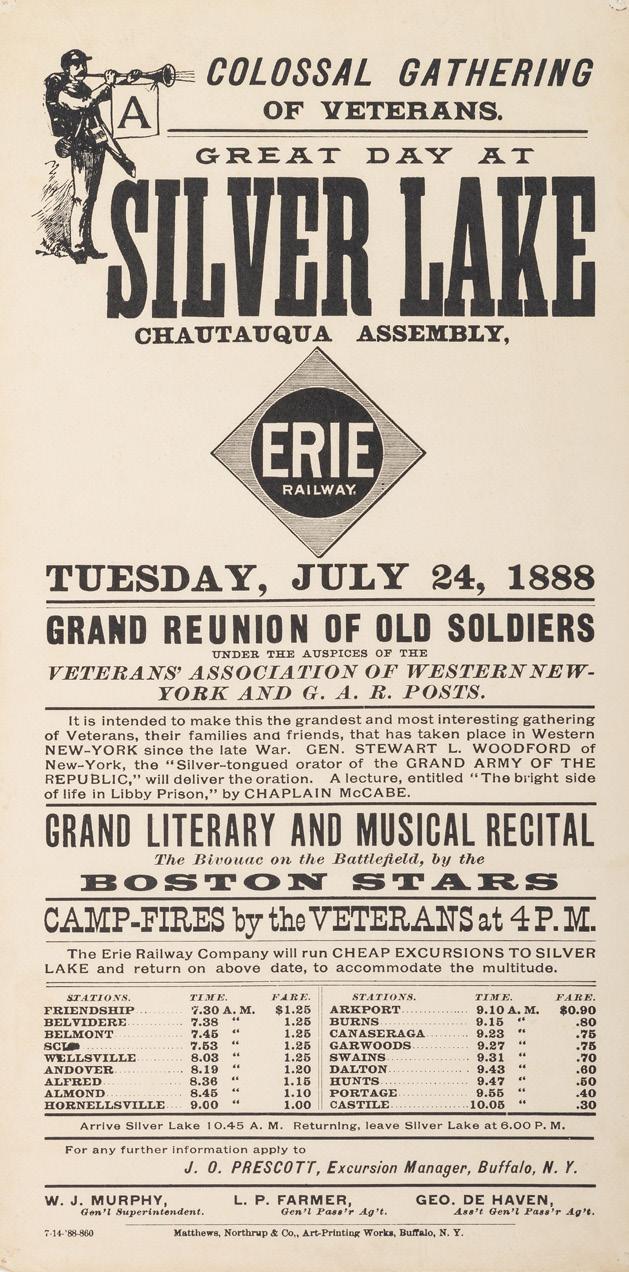 A
COLOSSAL GATHERING
OF VETERANS.
GREAT DAY AT
SILVER LAKE
CHAUTAUQUA ASSEMBLY,
ERIE
RAILWAY.
TUESDAY, JULY 24, 1888
GRAND REUNION OF OLD SOLDIERS
UNDER THE AUSPICES OF THE
VETERANS' ASSOCIATION OF WESTERN NEW-
YORK AND G. A. R. POSTS.
It is intended to make this the grandest and most interesting gathering
of Veterans, their families and friends, that has taken place in Western
NEW-YORK since the late War. GEN. STEWART L. WOODFORD of
New-York, the "Silver-tongued orator of the GRAND ARMY OF THE
REPUBLIC," will deliver the oration. A lecture, entitled "The bright side
of life in Libby Prison," by CHAPLAIN McCABE.
GRAND LITERARY AND MUSICAL RECITAL
The Bivouac on the Battlefield, by the
BOSTON STARS
CAMP-FIRES by the VETERANS at 4 P. M.
The Erie Railway Company will run CHEAP EXCURSIONS TO SILVER
LAKE and return on above date, to accommodate the multitude.
STATIONS. TIME. FARE.
FRIENDSHIP 7.30 A. M. $1.25
BELVIDERE 7.38 " 1.25
BELMONT 7.45 " 1.25
7.53 " 1.25
WELLSVILLE 8.03 " 1.25
ANDOVER 8.19 " 1.20
ALFRED 8.36 " 1.15
ALMOND 8.45 " 1.10
HORNELLSVILLE 9.00 " 1.00
STATIONS. TIME. FARE.
ARKPORT 9.10 A. M. $0.90
BURNS 9.15 " .80
CANASERAGA 9.23 " .75
GARWOODS 9.27 " .75
SWAINS 9.31 " .70
DALTON 9.43 " .60
HUNTS 9.47 " .50
PORTAGE 9.55 " .40
CASTILE 10.05 " .30
Arrive Silver Lake 10.45 A. M. Returning, leave Silver Lake at 6.00 P. M.
For any further information apply to
J. O. PRESCOTT, Excursion Manager, Buffalo, N. Y.
W. J. MURPHY, L. P. FARMER, GEO. DE HAVEN,
Gen'l Superintendent. Gen'l Pass'r Ag't. Ass't Gen'l Pass'r Ag't.
7-14-'88-860 Matthews, Northrup & Co., Art-Printing Works, Buffalo, N. Y.